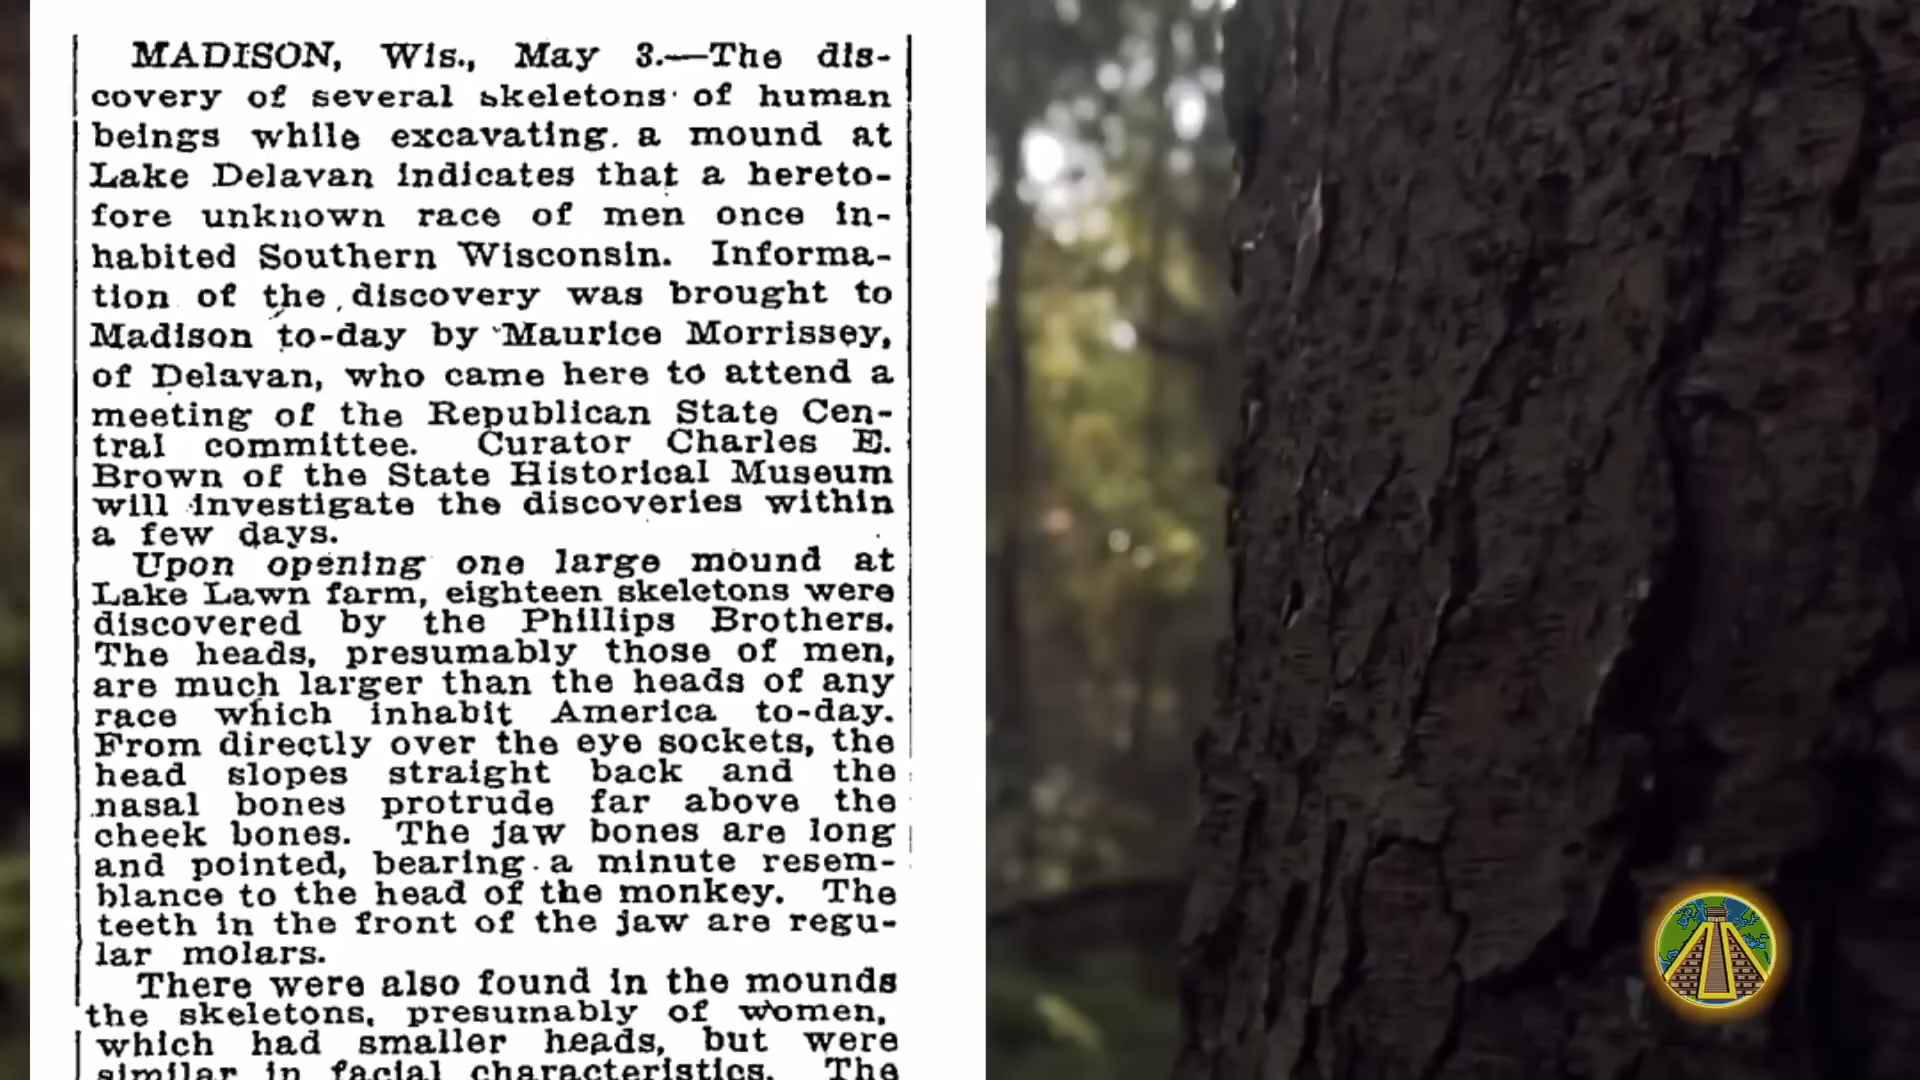 MADISON, Wis., May 3.—The dis-
covery of several skeletons of human
beings while excavating a mound at
Lake Delavan indicates that a hereto-
fore unknown race of men once in-
habited Southern Wisconsin. Informa-
tion of the discovery was brought to
Madison to-day by Maurice Morrissey,
of Delavan, who came here to attend a
meeting of the Republican State Cen-
tral committee. Curator Charles E.
Brown of the State Historical Museum
will investigate the discoveries within
a few days.
Upon opening one large mound at
Lake Lawn farm, eighteen skeletons were
discovered by the Phillips Brothers.
The heads, presumably those of men,
are much larger than the heads of any
race which inhabit America to-day.
From directly over the eye sockets, the
head slopes straight back and the
nasal bones protrude far above the
cheek bones. The jaw bones are long
and pointed, bearing a minute resem-
blance to the head of the monkey. The
teeth in the front of the jaw are regu-
lar molars.
There were also found in the mounds
the skeletons, presumably of women,
which had smaller heads, but were
similar in facial characteristics. The